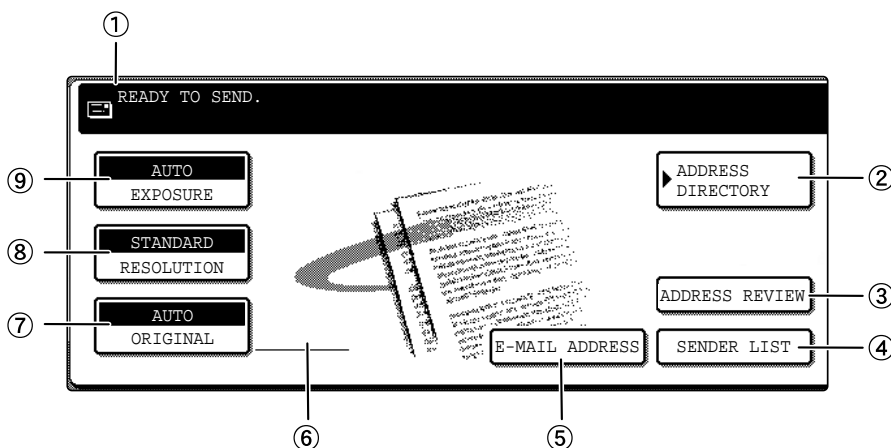 ①
READY TO SEND.
⑨
AUTO
EXPOSURE
ADDRESS
DIRECTORY
②
⑧
STANDARD
RESOLUTION
ADDRESS REVIEW
③
⑦
AUTO
ORIGINAL
E-MAIL ADDRESS
SENDER LIST
④
⑥
⑤